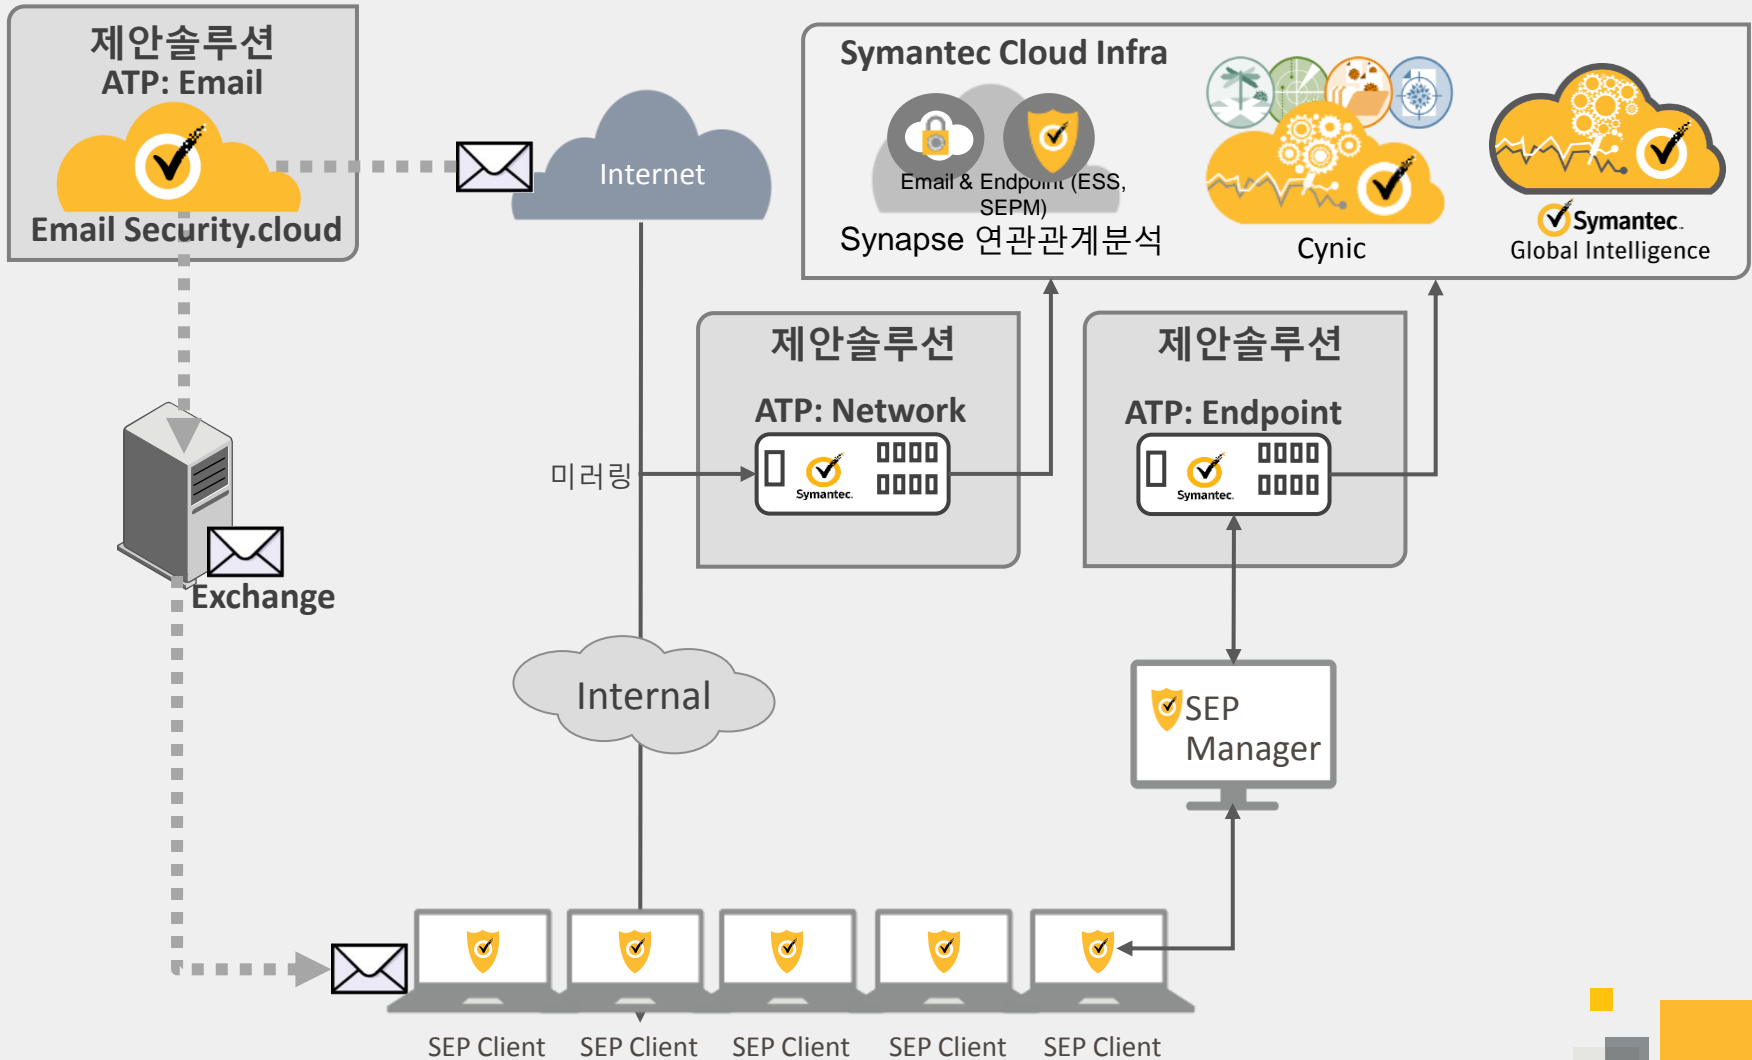 제안솔루션
ATP: Email
Email Security.cloud
Internet
Symantec Cloud Infra
Email & Endpoint (ESS,
SEPM)
Synapse 연관관계분석
Cynic
Symantec.
Global Intelligence
제안솔루션
ATP: Network
Symantec.
미러링
제안솔루션
ATP: Endpoint
Symantec.
Exchange
Internal
SEP
Manager
SEP Client
SEP Client
SEP Client
SEP Client
SEP Client